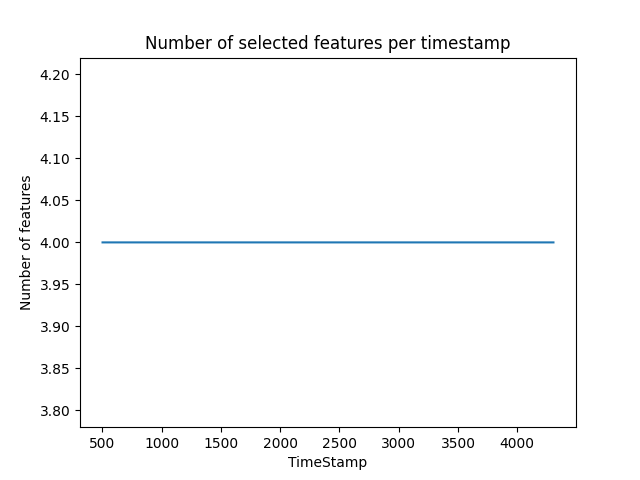 Number of selected features per timestamp
4.20
4.15
4.10
4.05
4.00
3.95
3.90
3.85
3.80
Number of features
500 1000 1500 2000 2500 3000 3500 4000
TimeStamp